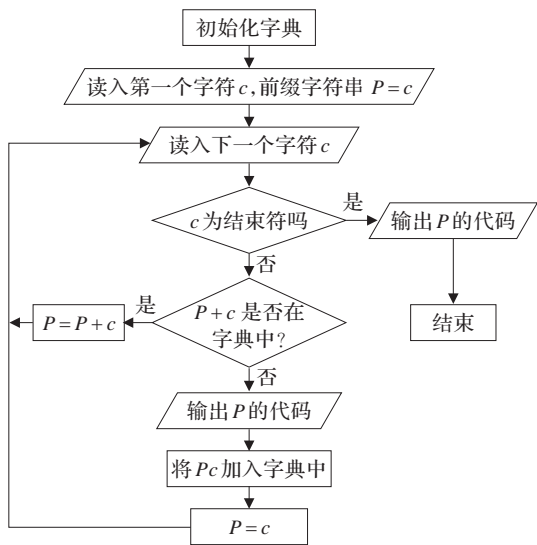 初始化字典
读入第一个字符c,前缀字符串 P=c
读入下一个字符c
c为结束符吗
是
输出P的代码
否
结束
P+c是否在
字典中?
是
P=P+c
否
输出P的代码
将Pc加入字典中
P=c